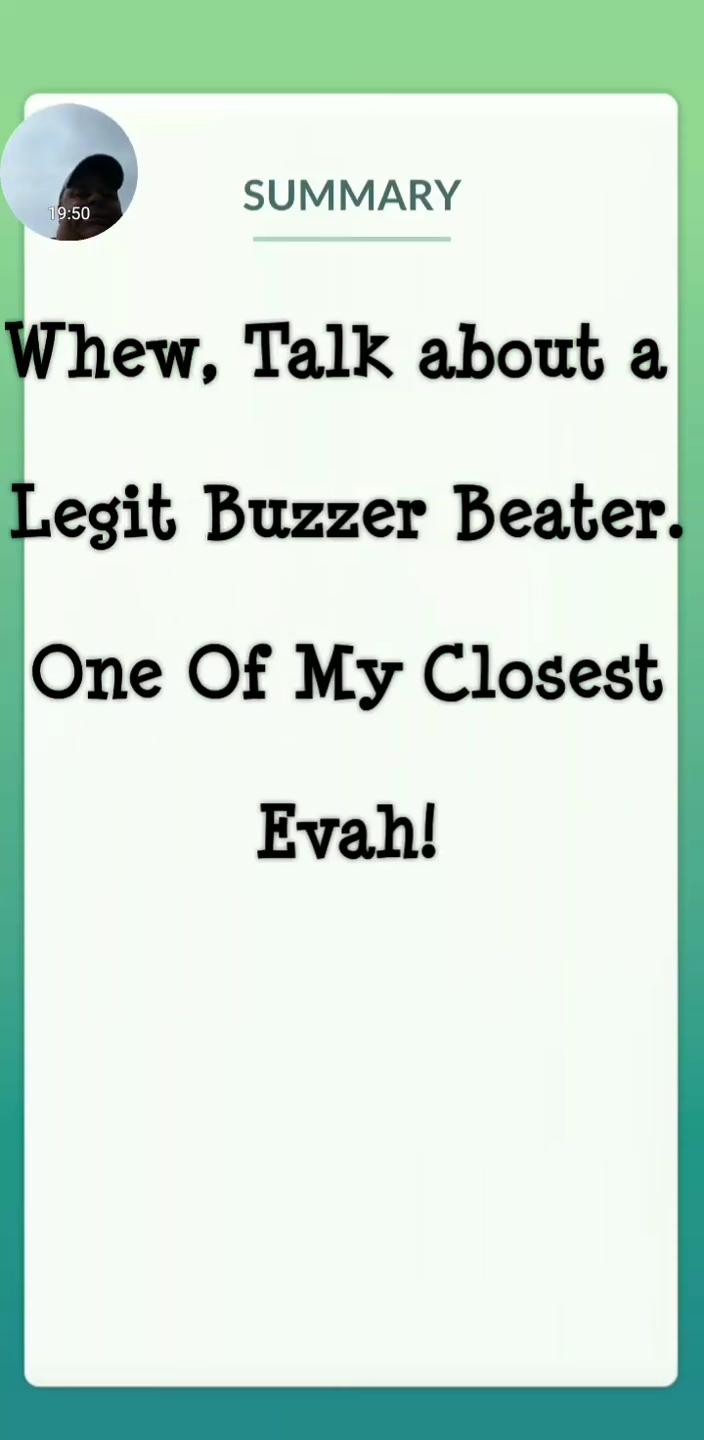 SUMMARY
19:50
Whew, Talk about a
Legit Buzzer Beater.
One Of My Closest
Evah!